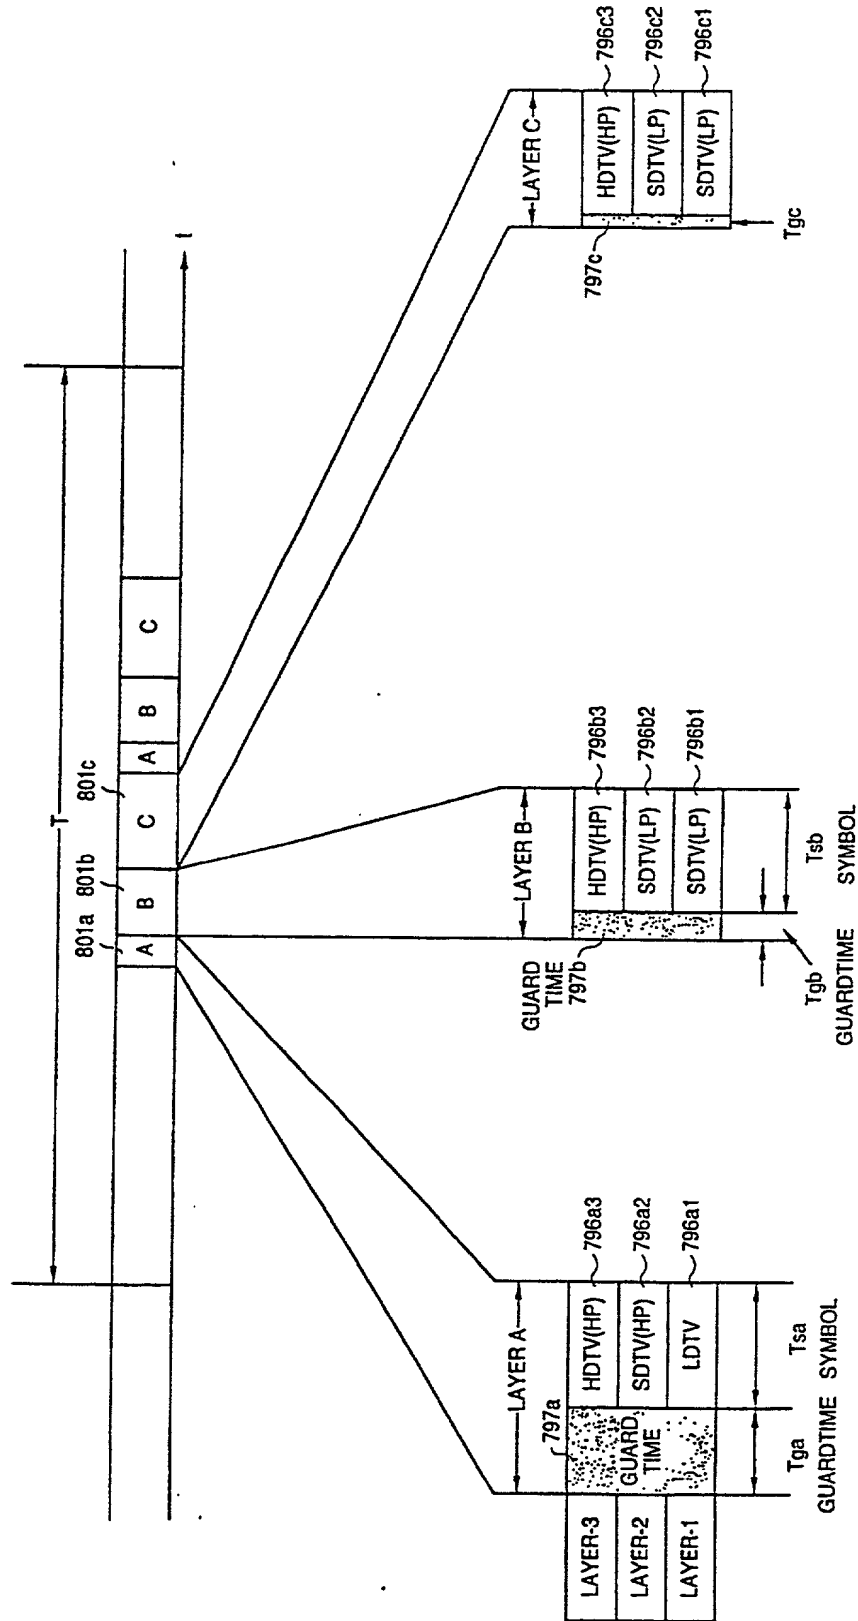 T
801a
801b
801c
A
B
C
A
B
C
t
LAYER A
LAYER B
LAYER C
797a
GUARD
TIME
797b
797c
LAYER-3
GUARD
TIME
HDTV(HP)
796a3
HDTV(HP)
796b3
HDTV(HP)
796c3
LAYER-2
SDTV(HP)
796a2
SDTV(LP)
796b2
SDTV(LP)
796c2
LAYER-1
LDTV
796a1
SDTV(LP)
796b1
SDTV(LP)
796c1
Tga
Tsa
Tgb
Tsb
Tgc
GUARDTIME
SYMBOL
GUARDTIME
SYMBOL